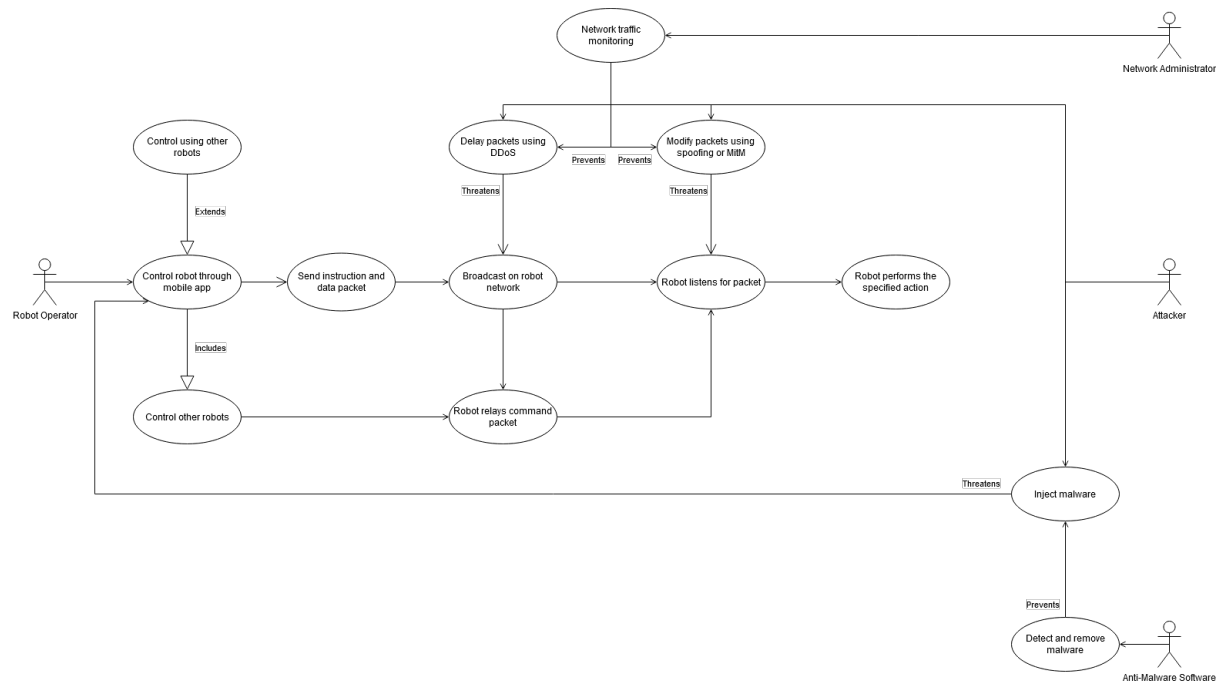 Network traffic
monitoring
Network Administrator
Control using other
robots
Delay packets using
DDoS
Modify packets using
spoofing or MitM
Prevents
Prevents
Threatens
Threatens
Extends
Control robot through
mobile app
Send instruction and
data packet
Broadcast on robot
network
Robot listens for packet
Robot performs the
specified action
Robot Operator
Attacker
Includes
Control other robots
Robot relays command
packet
Threatens
Inject malware
Prevents
Detect and remove
malware
Anti-Malware Software